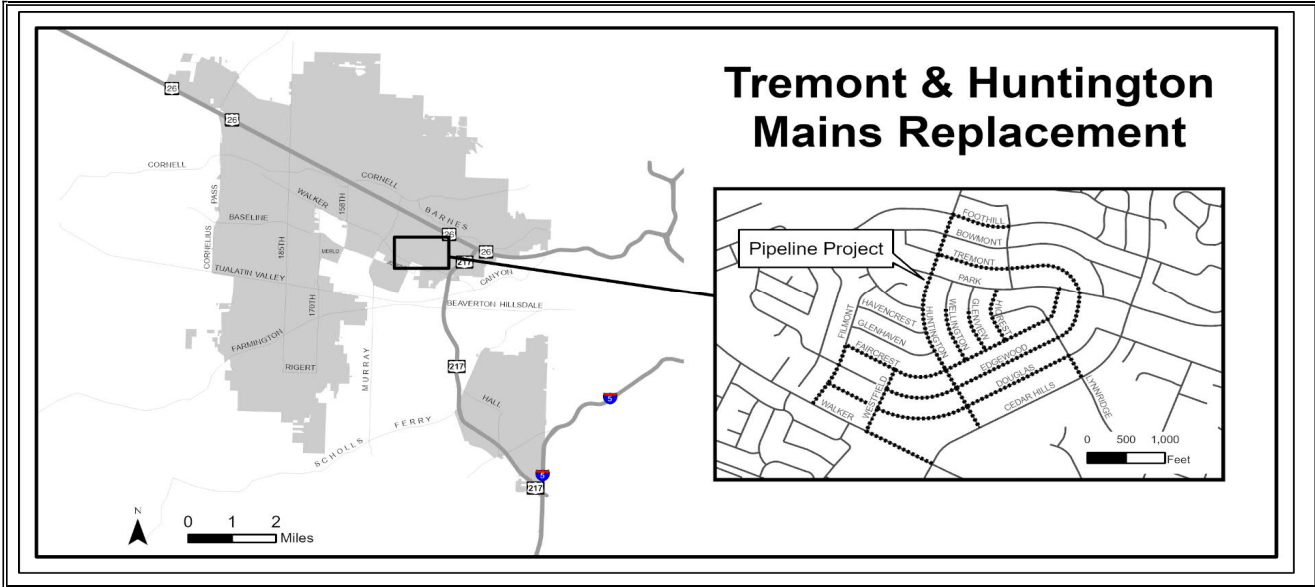 Tremont & Huntington
Mains Replacement
26
26
CORNELL
CORNELL
WALKER
158TH
PASS
BARNES
BASELINE
185TH
MERLO
26
26
217
CORNELIUS
CANYON
TUALATIN VALLEY
BEAVERTON HILLSDALE
170TH
FARMINGTON
MURRAY
RIGERT
217
HALL
5
SCHOLLS FERRY
5
217
N
0 1 2
Miles
Pipeline Project
FOOTHILL
BOWMONT
TREMONT
PARK
HAVENCREST
GLENHAVEN
HUNTINGTON
WELLINGTON
GLENVIEW
HICREST
FILMONT
FAIRCREST
EDGEWOOD
DOUGLAS
WESTFIELD
CEDAR HILLS
LYNNRIDGE
WALKER
0 500 1,000
Feet